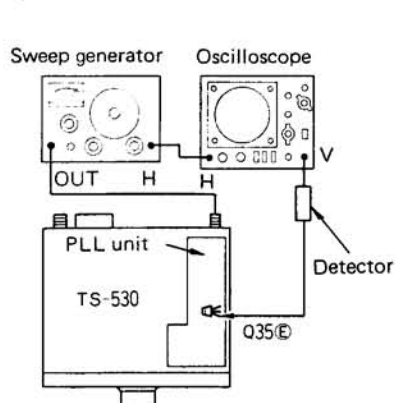 Sweep generator Oscilloscope
OUT H H V
PLL unit
Detector
TS-530
Q35Ⓔ